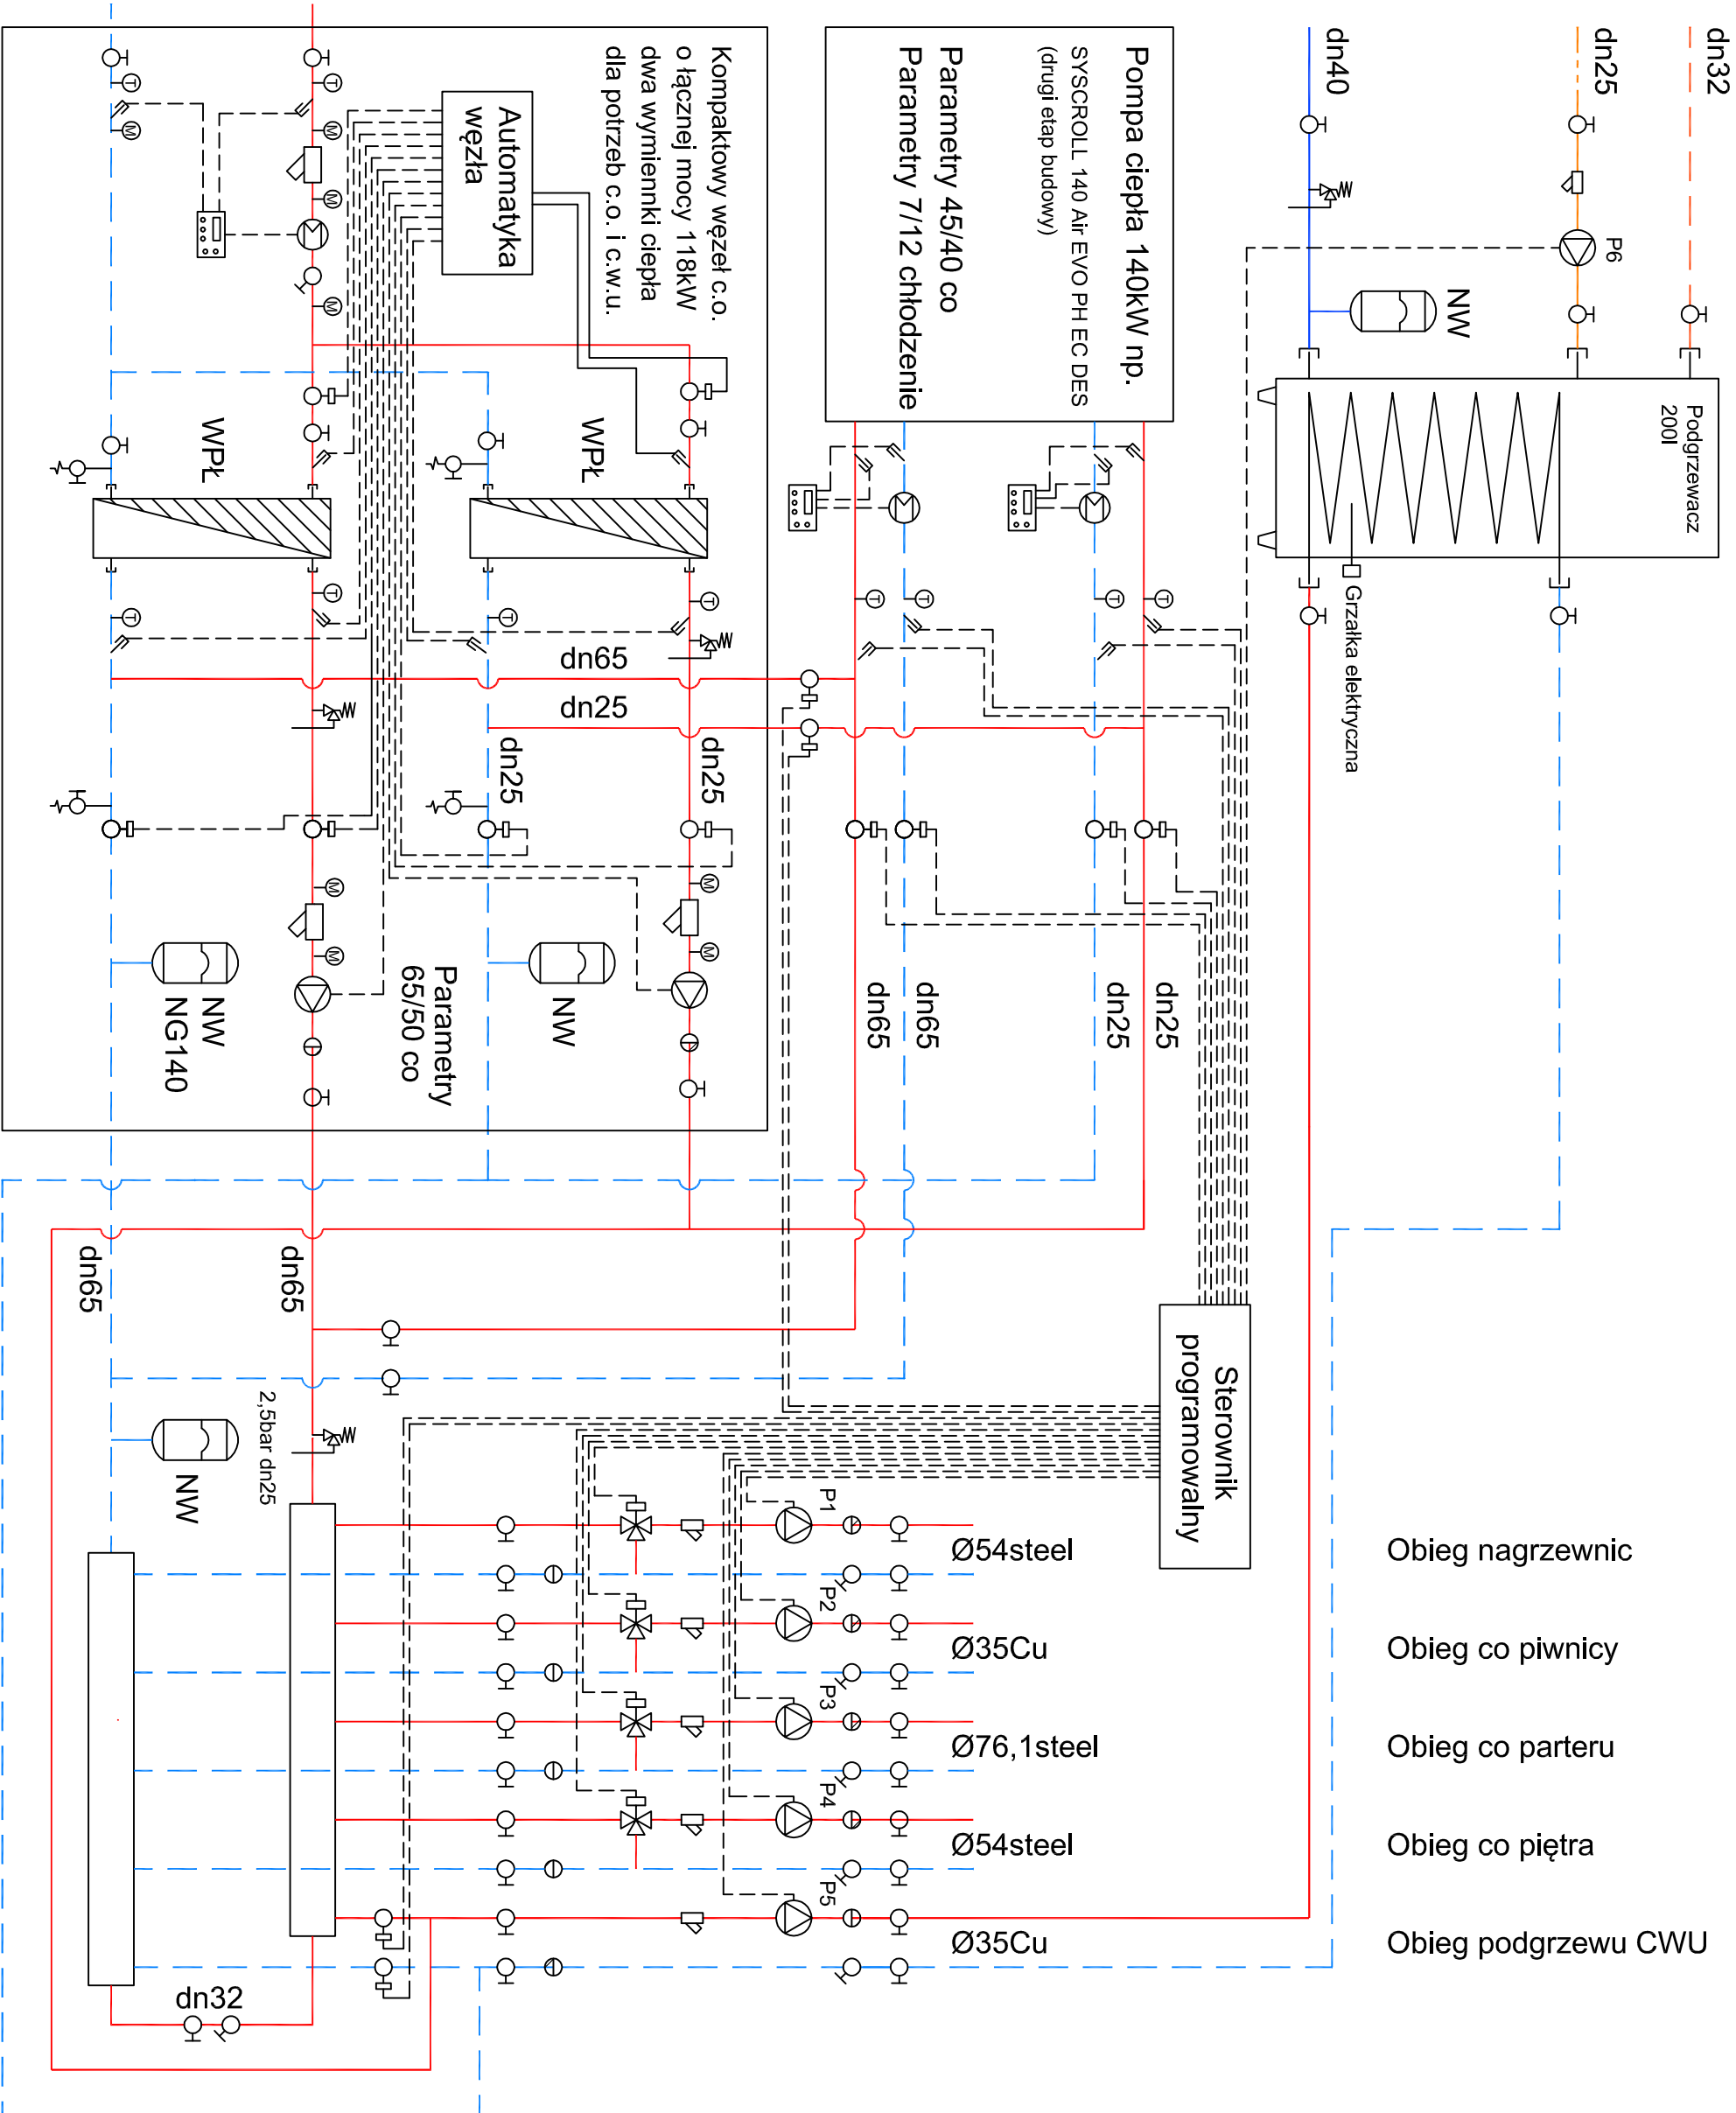 dn32
dn25
dn40
P6
NW
Podgrzewacz
200l
Grzałka elektryczna
Pompa ciepła 140kW np.
SYSCROLL 140 Air EVO PH EC DES
(drugi etap budowy)
Parametry 45/40 co
Parametry 7/12 chłodzenie
Kompaktowy węzeł c.o.
o łącznej mocy 118kW
dwa wymienniki ciepła
dla potrzeb c.o. i c.w.u.
Automatyka
węzła
T
T
M
M
M
M
WPŁ
WPŁ
T
T
T
T
T
T
T
T
dn65
dn25
dn25
dn25
M
M
M
M
NW
NG140
NW
Parametry
65/50 co
dn65
dn65
dn25
dn25
dn65
dn65
2,5bar dn25
NW
Sterownik
programowalny
P1
Ø54steel
Obieg nagrzewnic
P2
Ø35Cu
Obieg co piwnicy
P3
Ø76,1steel
Obieg co parteru
P4
Ø54steel
Obieg co piętra
P5
Ø35Cu
Obieg podgrzewu CWU
dn32